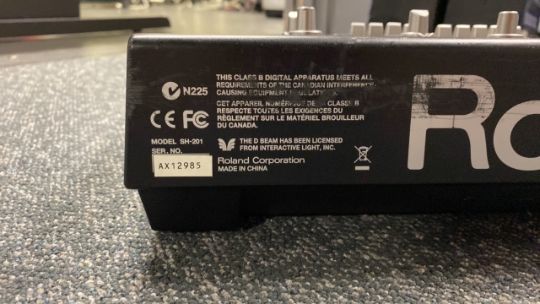 THIS CLASS B DIGITAL APPARATUS MEETS ALL
REQUIREMENTS OF THE CANADIAN INTERFERENCE-
CAUSING EQUIPMENT
CET APPAREIL NUMÉRIQUE DE CLASSE B
RESPECTE TOUTES LES EXIGENCES DU
RÈGLEMENT SUR LE MATÉRIEL BROUILLEUR
DU CANADA.
N225
CE FC
MODEL SH-201
SER. NO.
AX12985
THE D BEAM HAS BEEN LICENSED
FROM INTERACTIVE LIGHT, INC.
Roland Corporation
MADE IN CHINA
Ro